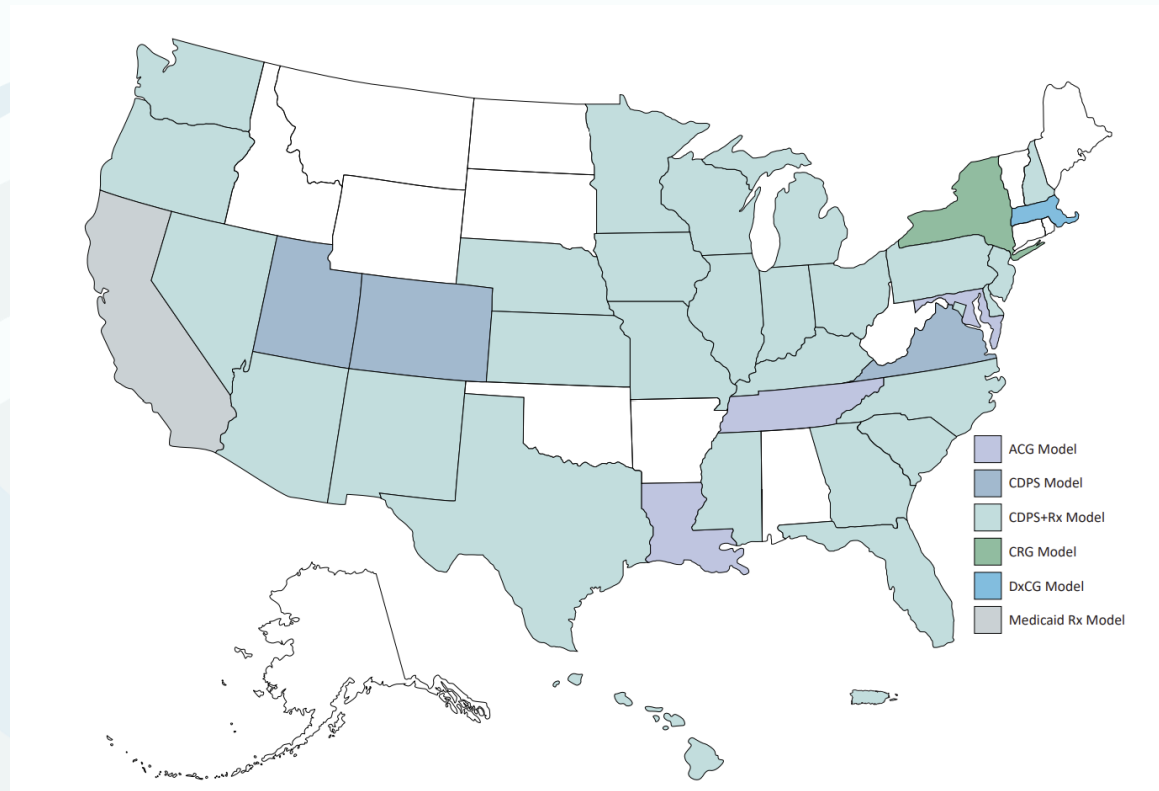 ACG Model
CDPS Model
CDPS+Rx Model
CRG Model
DxCG Model
Medicaid Rx Model